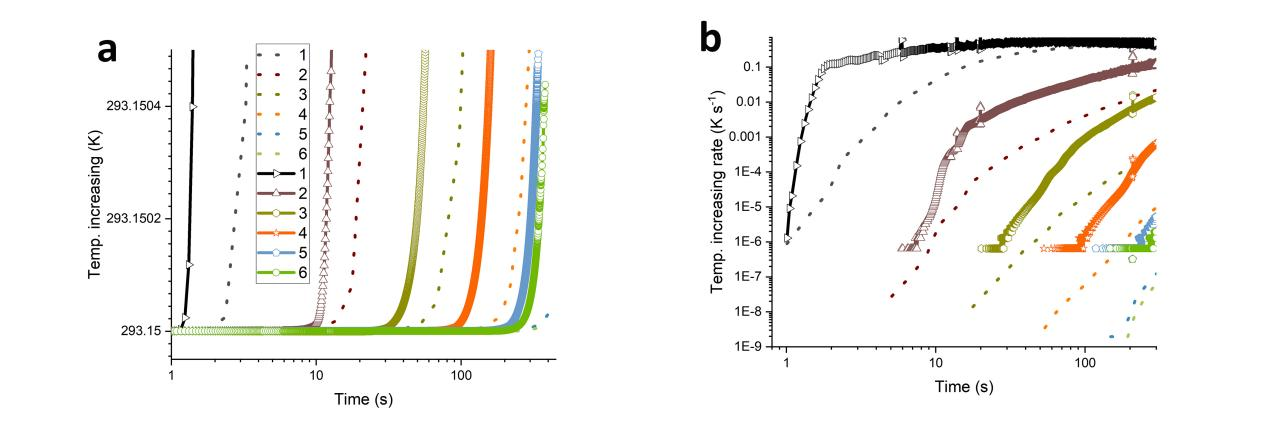 a
1
2
3
4
5
6
1
2
3
4
5
6
293.1504
293.1502
293.15
Temp. increasing (K)
1
10
100
Time (s)
b
0.1
0.01
0.001
1E-4
1E-5
1E-6
1E-7
1E-8
1E-9
Temp. increasing rate (K s⁻¹)
1
10
100
Time (s)